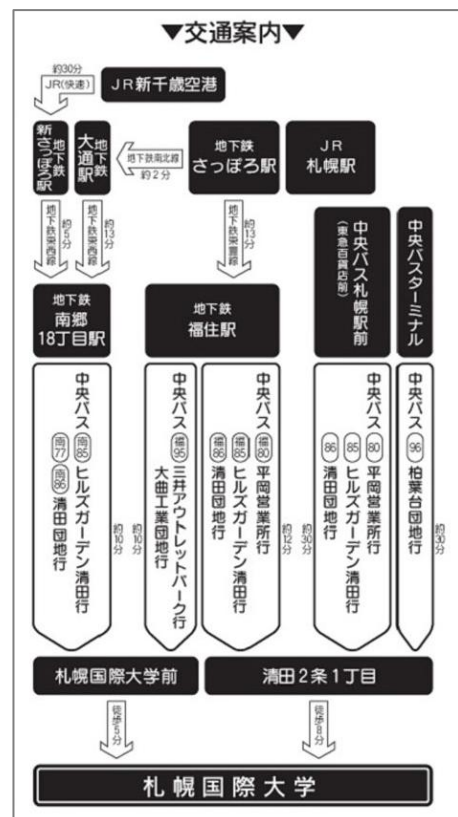 ▼交通案内▼
約30分
JR(快速)
JR新千歳空港
地下鉄
新さっぽろ駅
地下鉄
大通駅
地下鉄南北線
約2分
地下鉄
さっぽろ駅
JR
札幌駅
地下鉄東西線
約5分
地下鉄東西線
約13分
地下鉄東豊線
約13分
中央バス札幌駅前
(東急百貨店前)
中央バスターミナル
地下鉄
南郷
18丁目駅
地下鉄
福住駅
中央バス
南85 ヒルズガーデン清田行
南77 南86 清田団地行
約10分
中央バス
福95 三井アウトレットパーク行
大曲工業団地行
約10分
中央バス
福80 平岡営業所行
福85 ヒルズガーデン清田行
福86 清田団地行
約12分
中央バス
80 平岡営業所行
85 ヒルズガーデン清田行
86 清田団地行
約30分
中央バス
96 柏葉台団地行
約30分
札幌国際大学前
清田2条1丁目
徒歩5分
徒歩8分
札幌国際大学